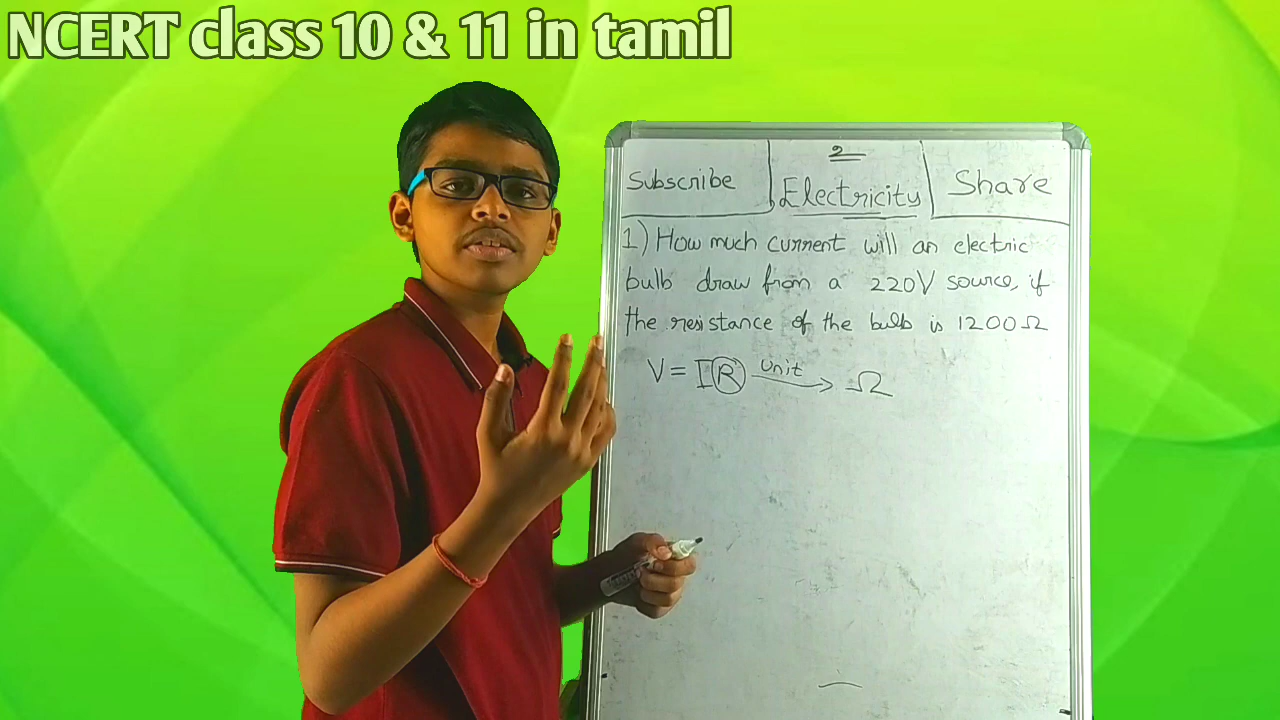 NCERT class 10 & 11 in tamil
Subscribe
2
Electricity
Share
1) How much current will an electric
bulb draw from a 220V source, if
the resistance of the bulb is 1200Ω
V = IR unit Ω